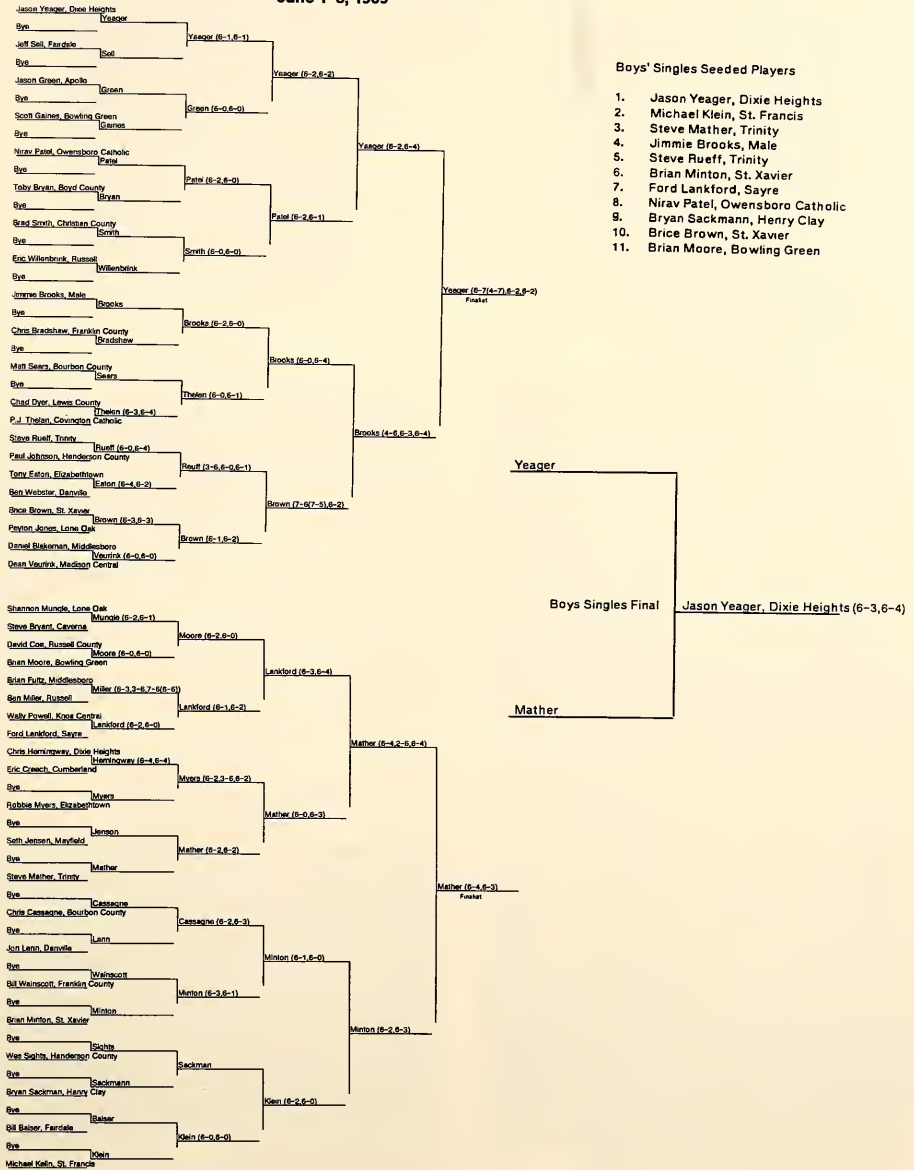 June 1-8, 1989
Jason Yeager, Dixie Heights
Yeager
Bye
Yeager (6-1,6-1)
Jeff Sell, Fairdale
Sell
Bye
Yeager (6-2,6-2)
Jason Green, Apollo
Green
Bye
Green (6-0,6-0)
Scott Gaines, Bowling Green
Gaines
Bye
Yeager (6-2,6-4)
Nirav Patel, Owensboro Catholic
Patel
Bye
Patel (6-2,6-0)
Toby Bryan, Boyd County
Bryan
Bye
Patel (6-2,6-1)
Brad Smith, Christian County
Smith
Bye
Smith (6-0,6-0)
Eric Willenbrink, Russell
Willenbrink
Bye
Yeager (6-7(4-7),6-2,6-2)
Finalist
Jimmie Brooks, Male
Brooks
Bye
Brooks (6-2,6-0)
Chris Bradshaw, Franklin County
Bradshaw
Bye
Brooks (6-0,6-4)
Matt Sears, Bourbon County
Sears
Bye
Thelen (6-0,6-1)
Chad Dyer, Lewis County
Thelen (6-3,6-4)
P.J. Thelan, Covington Catholic
Brooks (4-6,6-3,6-4)
Steve Rueff, Trinity
Rueff (6-0,6-4)
Paul Johnson, Henderson County
Reuff (3-6,6-0,6-1)
Tony Eaton, Elizabethtown
Eaton (6-4,6-2)
Ben Webster, Danville
Brown (7-6(7-5),6-2)
Brice Brown, St. Xavier
Brown (6-3,6-3)
Peyton Jones, Lone Oak
Brown (6-1,6-2)
Daniel Blakeman, Middlesboro
Veurink (6-0,6-0)
Dean Veurink, Madison Central
Shannon Mungle, Lone Oak
Mungle (6-2,6-1)
Steve Bryant, Caverna
Moore (6-2,6-0)
David Coe, Russell County
Moore (6-0,6-0)
Brian Moore, Bowling Green
Lankford (6-3,6-4)
Brian Fultz, Middlesboro
Miller (6-3,3-6,7-6(8-6))
Ben Miller, Russell
Lankford (6-1,6-2)
Wally Powell, Knox Central
Lankford (6-2,6-0)
Ford Lankford, Sayre
Mather (6-4,2-6,6-4)
Chris Hemingway, Dixie Heights
Hemingway (6-4,6-4)
Eric Creech, Cumberland
Myers (6-2,3-6,6-2)
Bye
Myers
Robbie Myers, Elizabethtown
Mather (6-0,6-3)
Bye
Jenson
Seth Jensen, Mayfield
Mather (6-2,6-2)
Bye
Mather
Steve Mather, Trinty
Mather (6-4,6-3)
Finalist
Bye
Cassagne
Chris Cassagne, Bourbon County
Cassagne (6-2,6-3)
Bye
Lann
Jon Lenn, Danville
Minton (6-1,6-0)
Bye
Wainscott
Bill Wainscott, Franklin County
Minton (6-3,6-1)
Bye
Minton
Brian Minton, St. Xavier
Minton (6-2,6-3)
Bye
Sights
Wes Sights, Handerson County
Sackman
Bye
Sackmann
Bryan Sackman, Henry Clay
Klein (6-2,6-0)
Bye
Balser
Bill Balser, Fairdale
Klein (6-0,6-0)
Bye
Klein
Michael Kelin, St. Francis
Boys' Singles Seeded Players
1. Jason Yeager, Dixie Heights
2. Michael Klein, St. Francis
3. Steve Mather, Trinity
4. Jimmie Brooks, Male
5. Steve Rueff, Trinity
6. Brian Minton, St. Xavier
7. Ford Lankford, Sayre
8. Nirav Patel, Owensboro Catholic
9. Bryan Sackmann, Henry Clay
10. Brice Brown, St. Xavier
11. Brian Moore, Bowling Green
Yeager
Boys Singles Final
Jason Yeager, Dixie Heights (6-3,6-4)
Mather